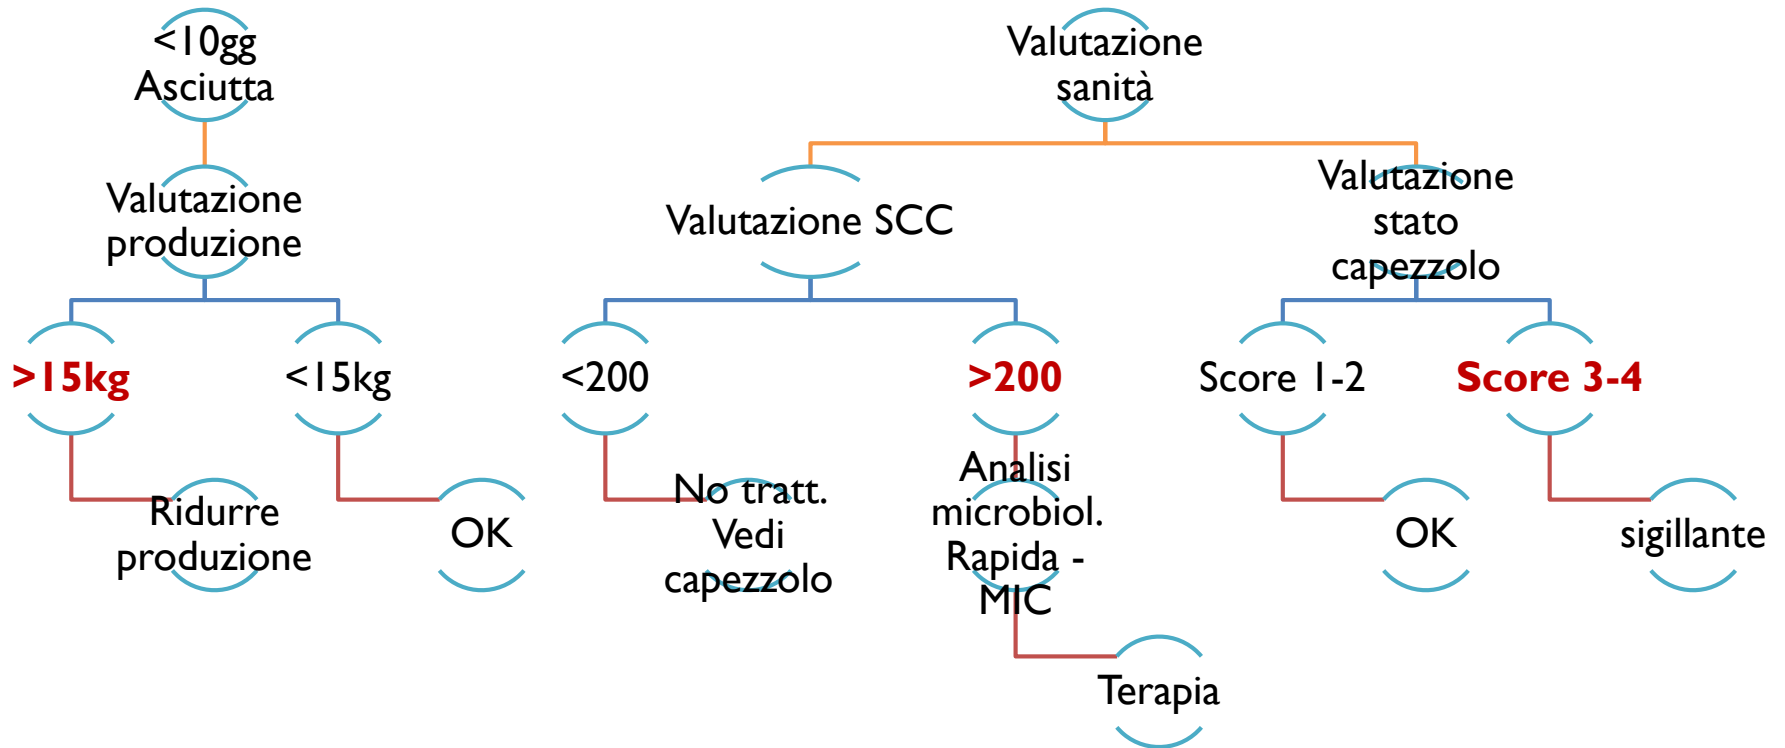 <10gg
Asciutta
Valutazione
sanità
Valutazione
produzione
Valutazione SCC
Valutazione
stato
capezzolo
>15kg
<15kg
<200
>200
Score 1-2
Score 3-4
Ridurre
produzione
OK
No tratt.
Vedi
capezzolo
Analisi
microbiol.
Rapida -
MIC
OK
sigillante
Terapia